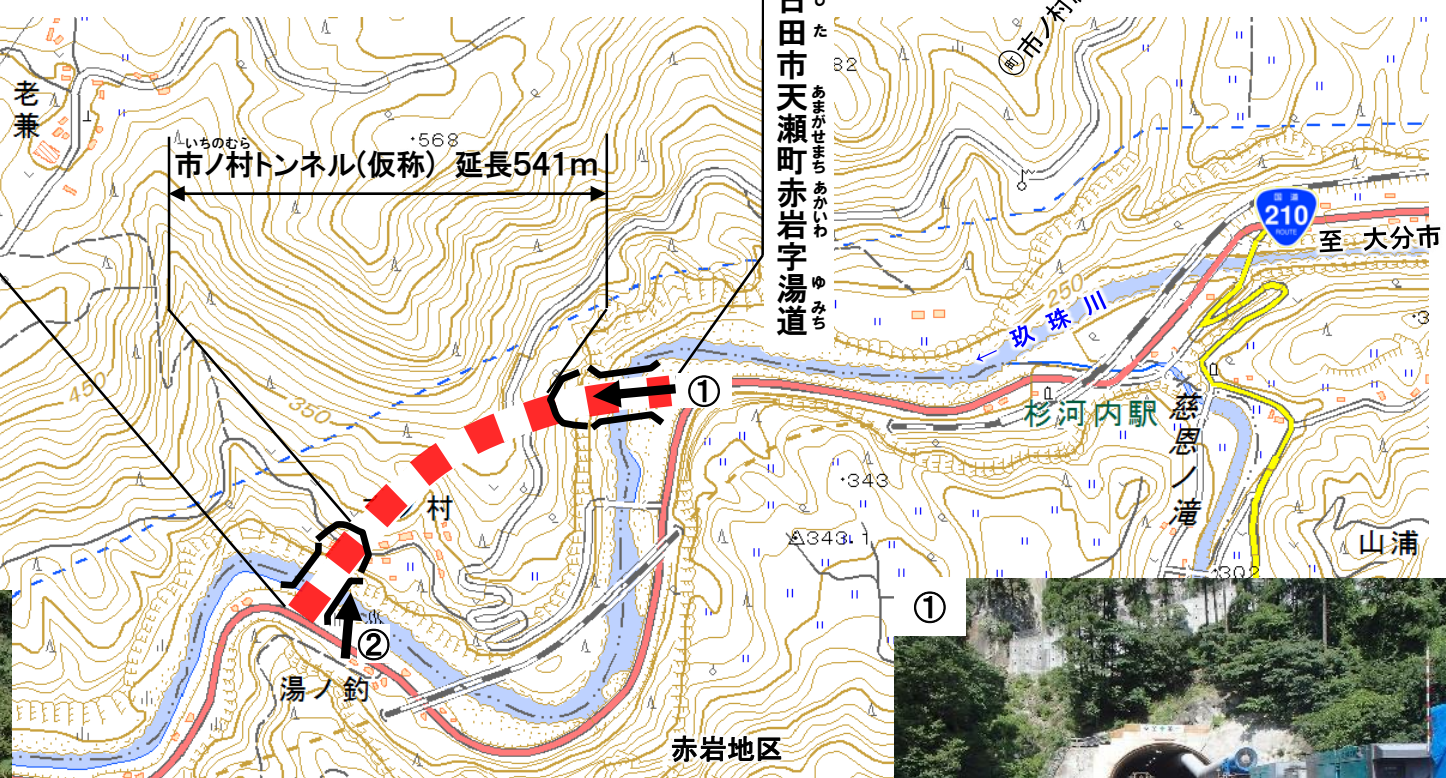 老兼
568
いちのむら
市ノ村トンネル(仮称) 延長541m
た
田市天瀬町赤岩字湯道
あまがせまち
あかいわ
ゆみち
町
市ノ村
82
国道
210
ROUTE
至 大分市
250
← 玖珠川
450
350
①
杉河内駅
慈恩ノ滝
343
343.1
村
山浦
302
②
湯ノ釣
赤岩地区
①